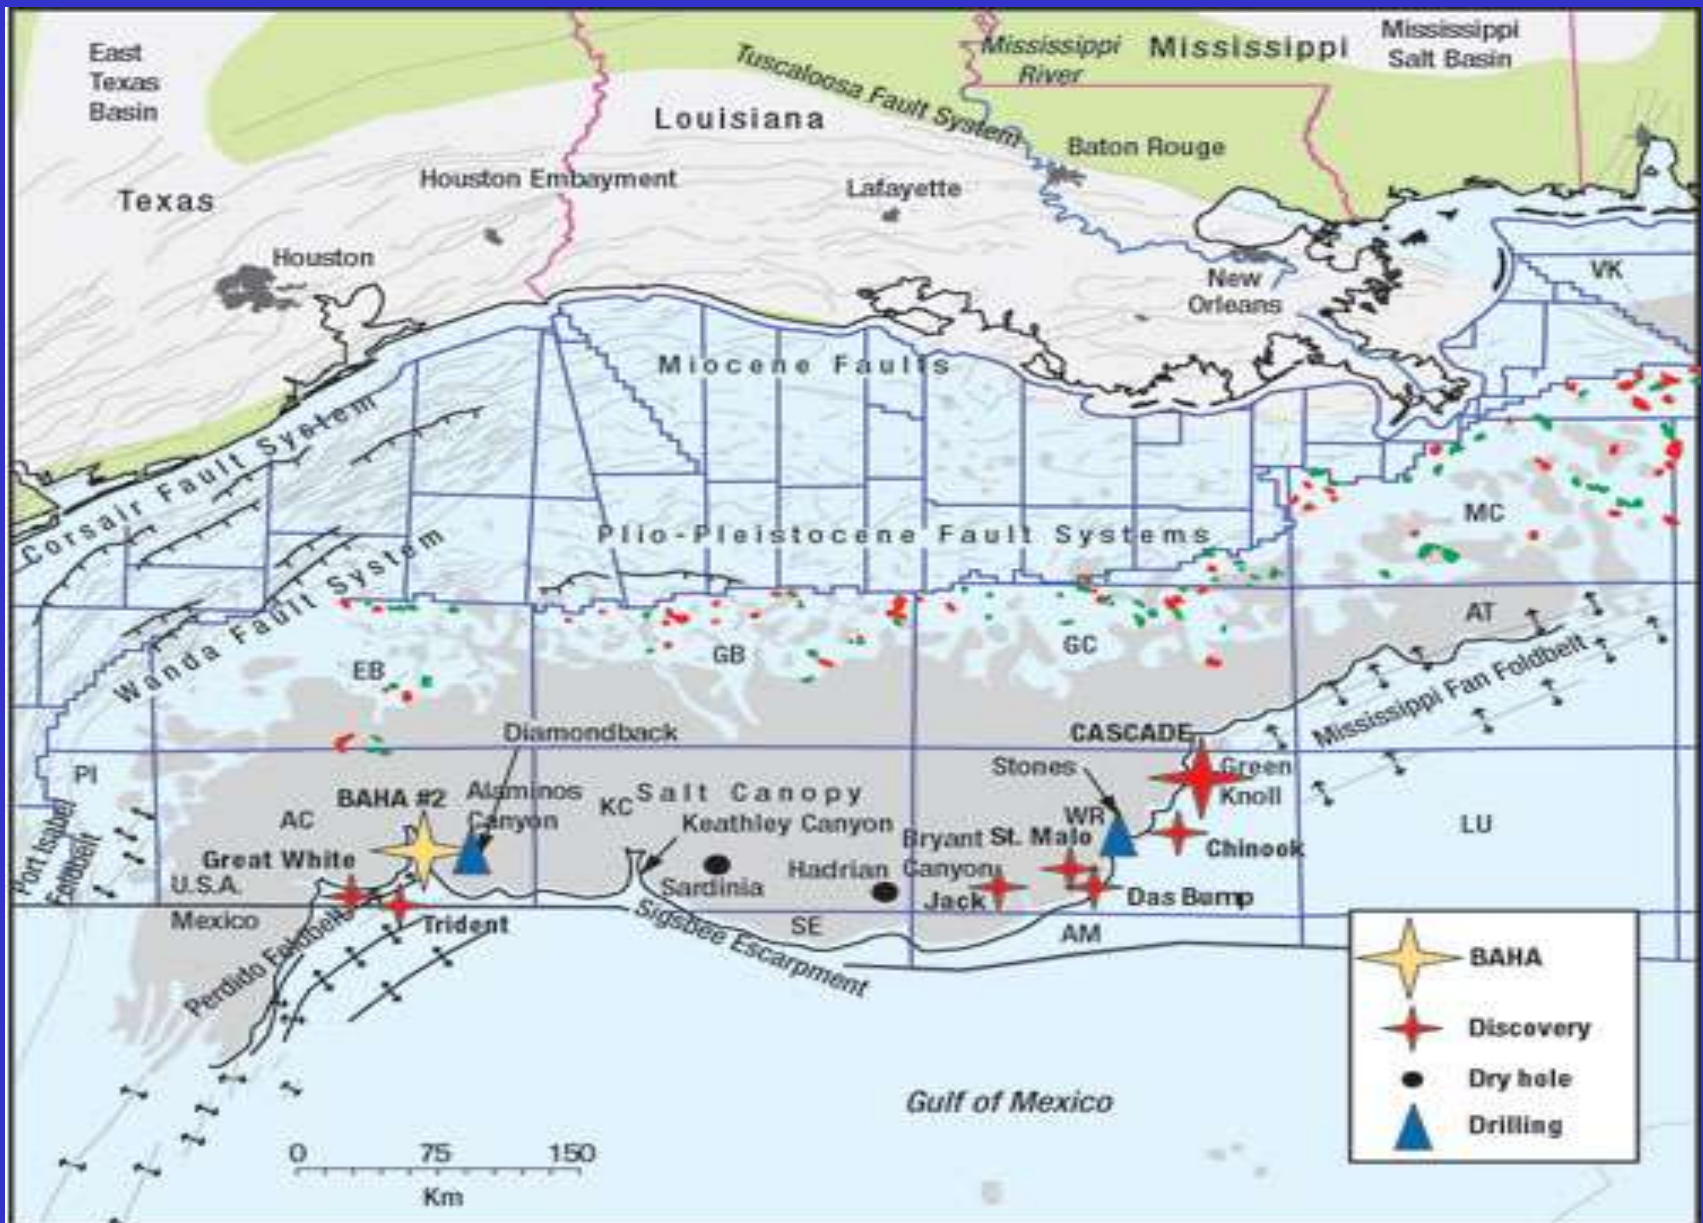 East
Texas
Basin
Mississippi
River
Mississippi
Mississippi
Salt Basin
Tuscaloosa Fault System
Louisiana
Baton Rouge
Houston Embayment
Lafayette
Texas
Houston
New
Orleans
VK
Miocene Faults
Corsair Fault System
Plio-Pleistocene Fault Systems
MC
Wanda Fault System
AT
EB
GB
GC
Mississippi Fan Foldbelt
Diamondback
CASCADE
PI
Stones
Green
Knoll
BAHA #2
Alaminos
Canyon
KC
Salt Canopy
AC
Keathley Canyon
WR
LU
Port Isabel
Foldbelt
Great White
Bryant
Canyon
St. Malo
Chinook
U.S.A.
Mexico
Sardinia
Hadrian
Jack
Das Bump
Trident
SE
AM
Perdido Foldbelt
Sigsbee Escarpment
BAHA
Discovery
Dry hole
Drilling
Gulf of Mexico
0 75 150
Km